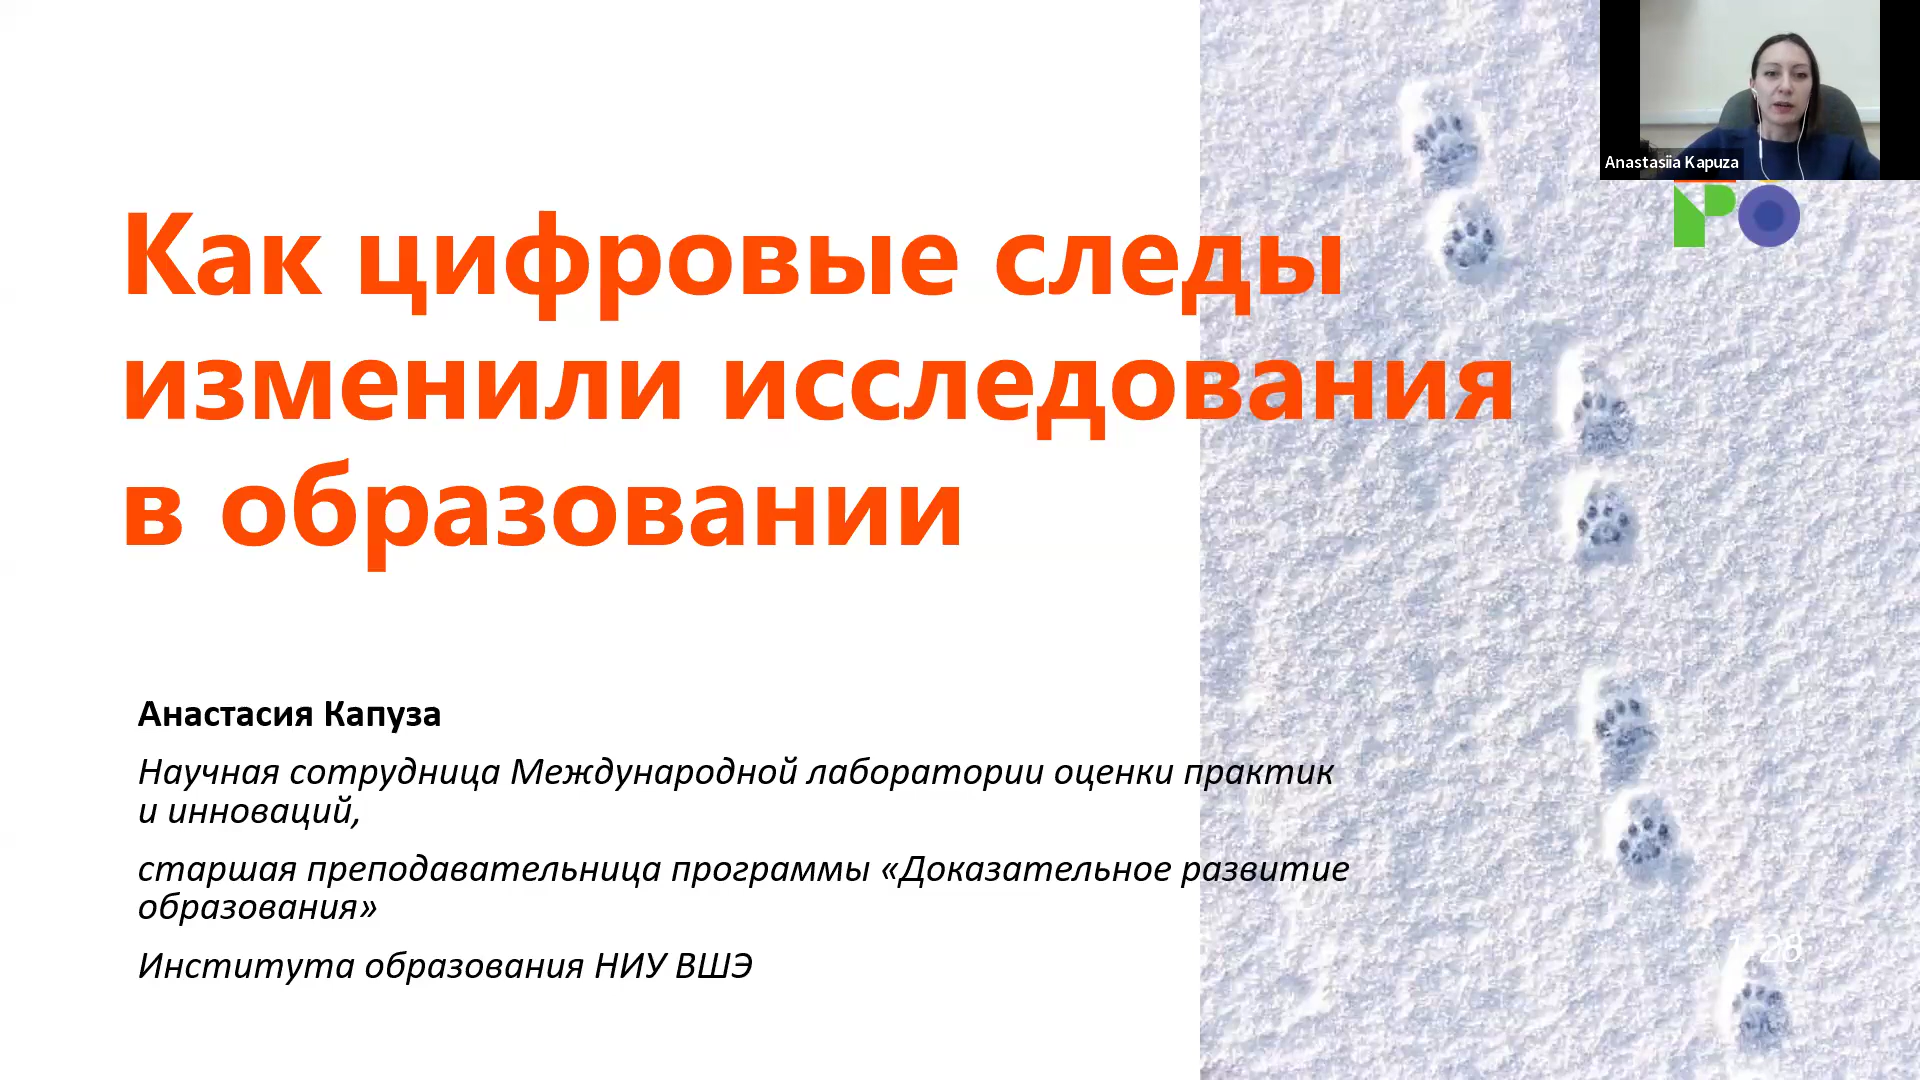 Anastasiia Kapuza
Как цифровые следы
изменили исследования
в образовании
Анастасия Капуза
Научная сотрудница Международной лаборатории оценки практик
и инноваций,
старшая преподавательница программы «Доказательное развитие
образования»
Института образования НИУ ВШЭ
28